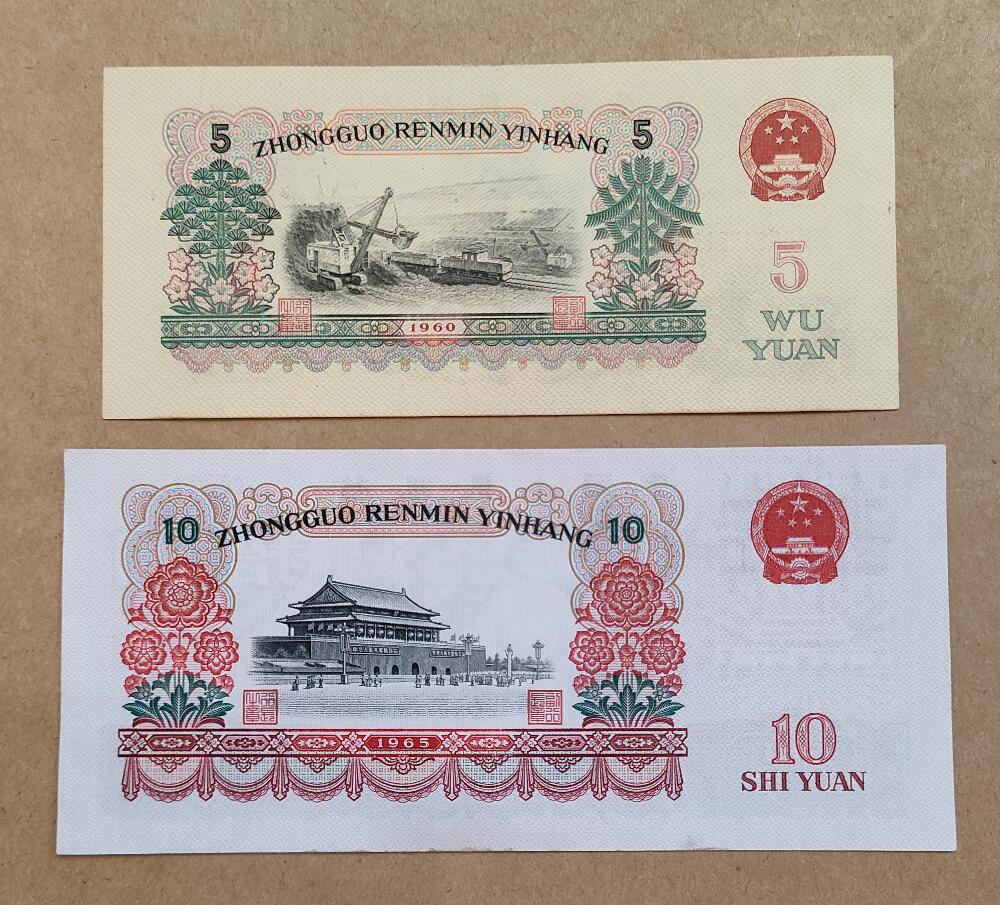 5 ZHONGGUO RENMIN YINHANG 5
5
WU
YUAN
1960
10 ZHONGGUO RENMIN YINHANG 10
10
SHI YUAN
1965